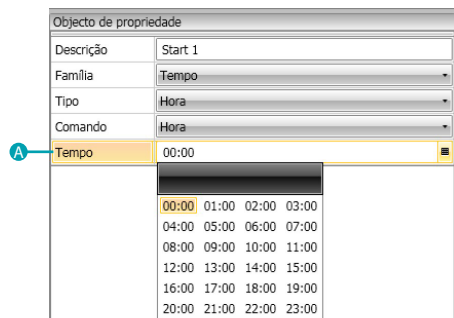 Objecto de propriedade
Descrição Start 1
Família Tempo
Tipo Hora
Comando Hora
A Tempo 00:00
00:00 01:00 02:00 03:00
04:00 05:00 06:00 07:00
08:00 09:00 10:00 11:00
12:00 13:00 14:00 15:00
16:00 17:00 18:00 19:00
20:00 21:00 22:00 23:00